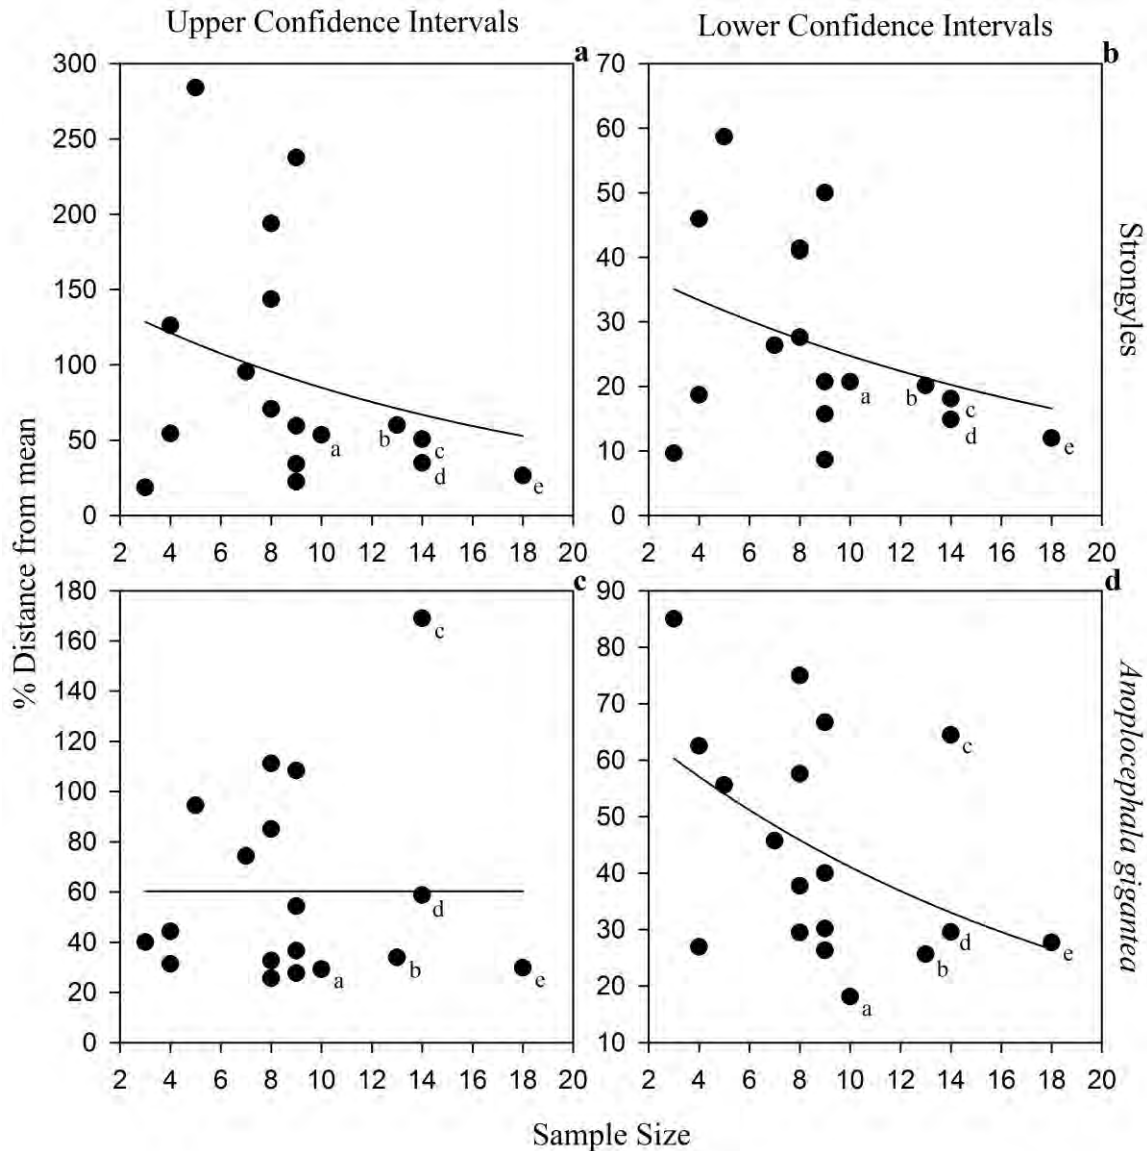 Upper Confidence Intervals
Lower Confidence Intervals
a
300
250
200
150
100
50
0
2 4 6 8 10 12 14 16 18 20
a
b
c
d
e
b
70
60
50
40
30
20
10
0
2 4 6 8 10 12 14 16 18 20
a
b
c
d
e
Strongyles
% Distance from mean
c
180
160
140
120
100
80
60
40
20
0
2 4 6 8 10 12 14 16 18 20
c
d
a
b
e
d
90
80
70
60
50
40
30
20
10
2 4 6 8 10 12 14 16 18 20
c
d
b
e
a
Anoplocephala gigantea
Sample Size